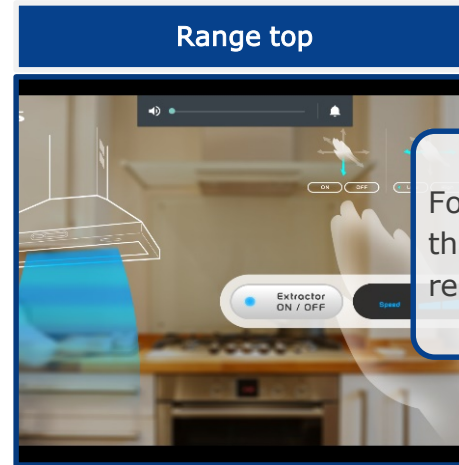 Range top
ON OFF
Extractor
ON / OFF
Speed
Fo
th
re